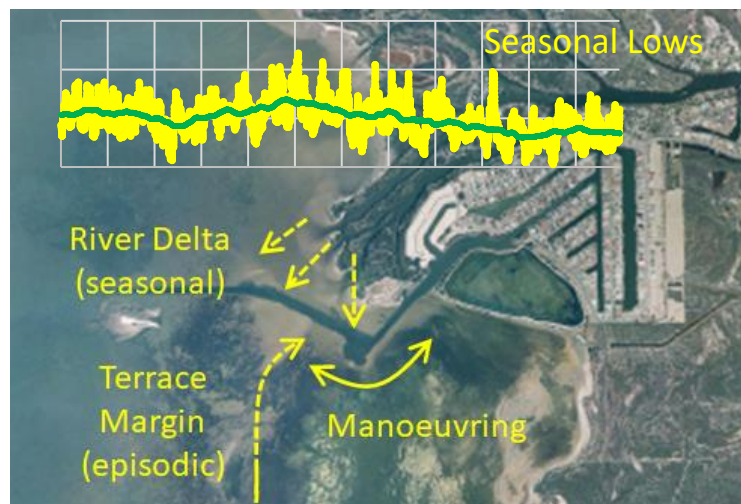 Seasonal Lows
River Delta
(seasonal)
Terrace
Margin
(episodic)
Manoeuvring